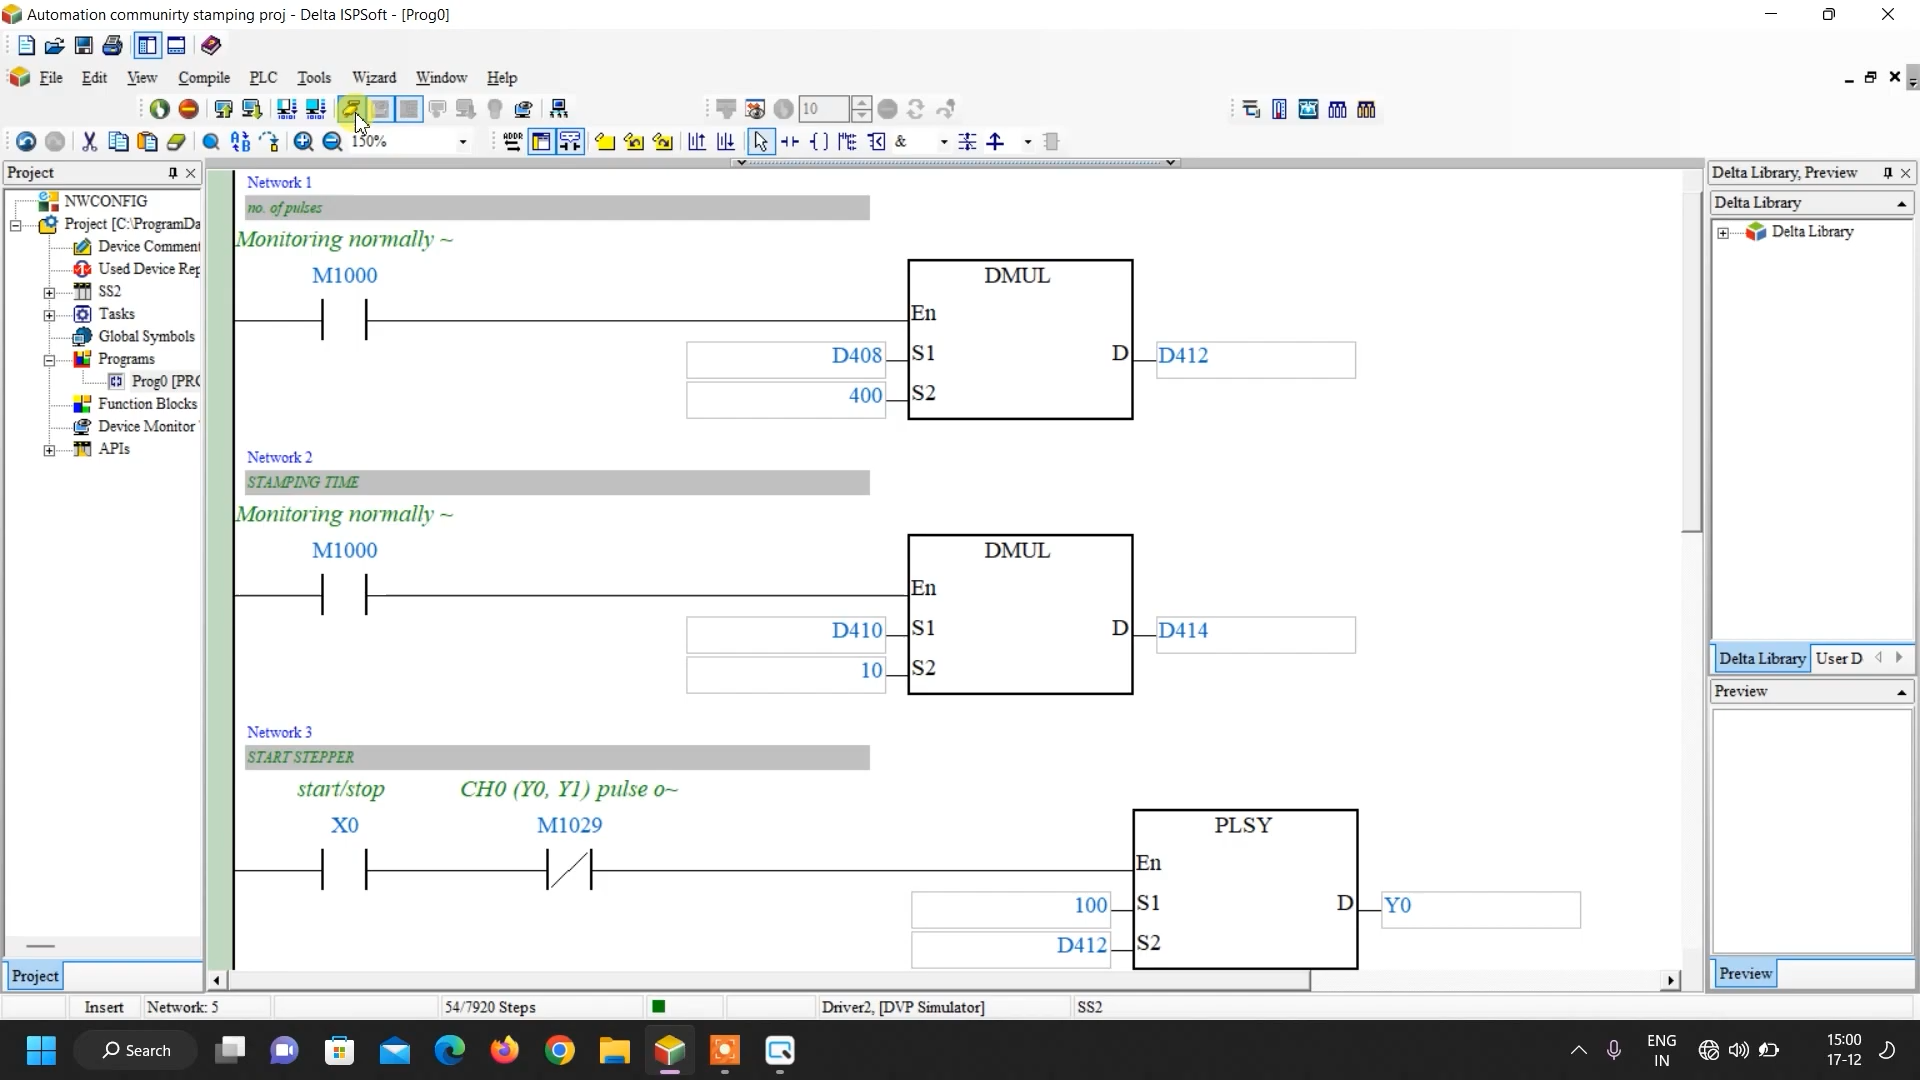 Automation communirty stamping proj - Delta ISPSoft - [Prog0]
File Edit View Compile PLC Tools Wizard Window Help
10
150%
ADDR
&
Project
NWCONFIG
Project [C:\ProgramDa
Device Comment
Used Device Rep
SS2
Tasks
Global Symbols
Programs
Prog0 [PRO
Function Blocks
Device Monitor
APIs
Project
Network 1
no. of pulses
Monitoring normally ~
M1000
DMUL
En
D408 S1 D D412
400 S2
Network 2
STAMPING TIME
Monitoring normally ~
M1000
DMUL
En
D410 S1 D D414
10 S2
Network 3
START STEPPER
start/stop CH0 (Y0, Y1) pulse o~
X0 M1029
PLSY
En
100 S1 D Y0
D412 S2
Delta Library, Preview
Delta Library
Delta Library
Delta Library User D
Preview
Preview
Insert Network: 5 54/7920 Steps Driver2, [DVP Simulator] SS2
Search
ENG
IN
15:00
17-12